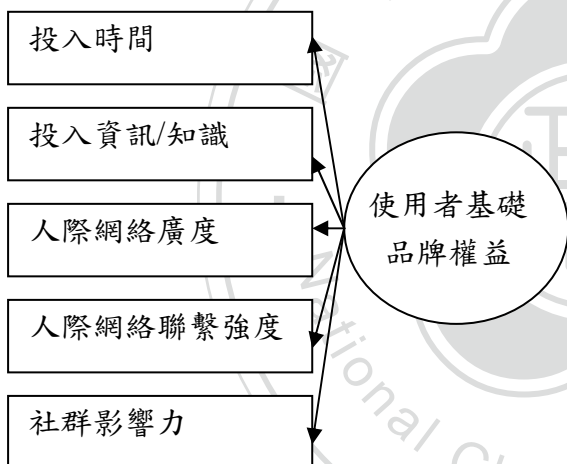 投入時間
投入資訊/知識
人際網絡廣度
人際網絡聯繫強度
社群影響力
使用者基礎
品牌權益
National Ch